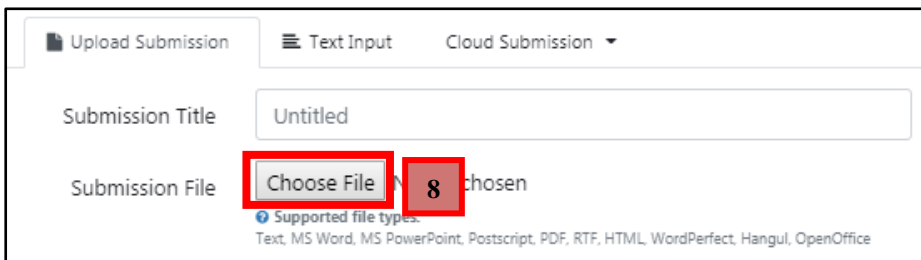 Upload Submission Text Input Cloud Submission
Submission Title Untitled
Submission File Choose File 8 chosen
Supported file types:
Text, MS Word, MS PowerPoint, Postscript, PDF, RTF, HTML, WordPerfect, Hangul, OpenOffice